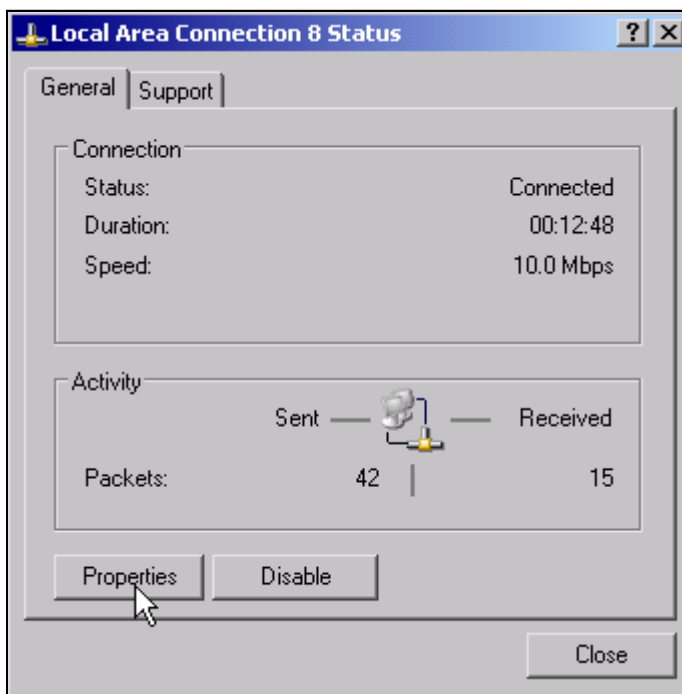 Local Area Connection 8 Status
General Support
Connection
Status: Connected
Duration: 00:12:48
Speed: 10.0 Mbps
Activity
Sent Received
Packets: 42 15
Properties Disable
Close